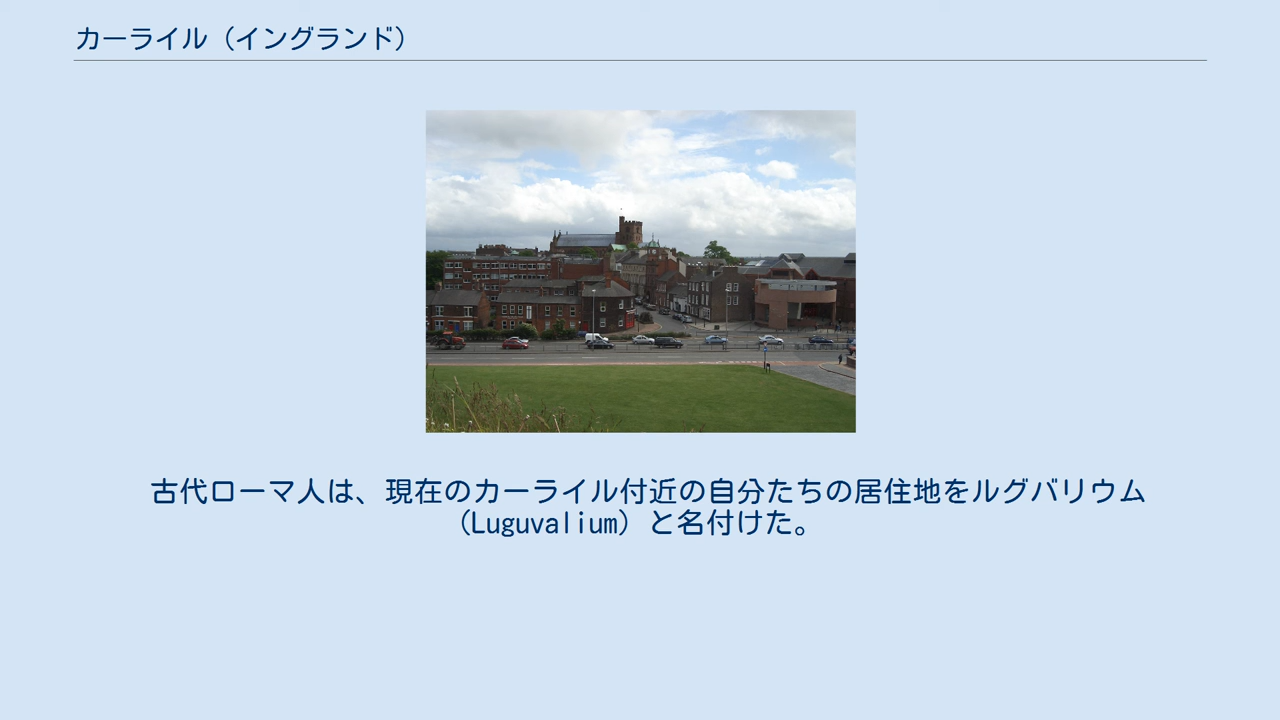 カーライル（イングランド）
古代ローマ人は、現在のカーライル付近の自分たちの居住地をルグバリウム
（Luguvalium）と名付けた。